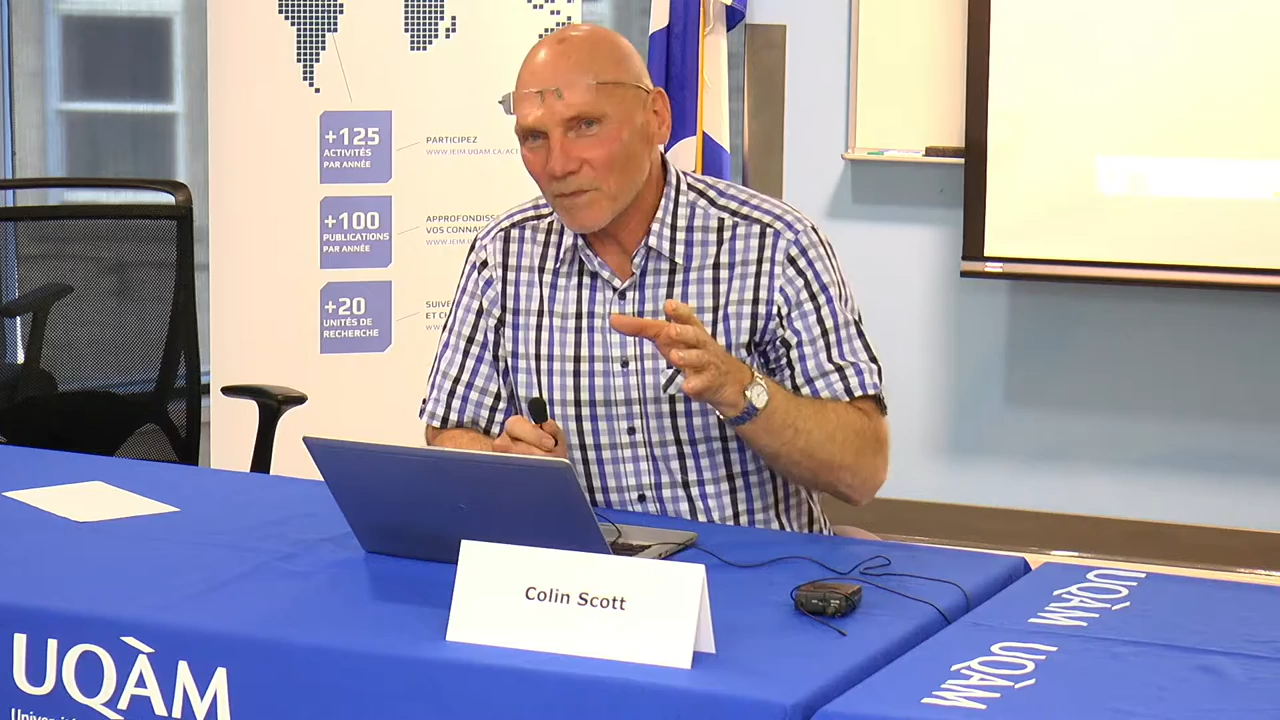 +125
ACTIVITÉS
PAR ANNÉE
PARTICIPEZ
WWW.IEIM.UQAM.CA/ACT
+100
PUBLICATIONS
PAR ANNÉE
APPROFONDISS
VOS CONNAI
WWW.IEIM.U
+20
UNITÉS DE
RECHERCHE
SUIVE
ET C
Colin Scott
UQÀM
Universit
UQÀM
UQÀM